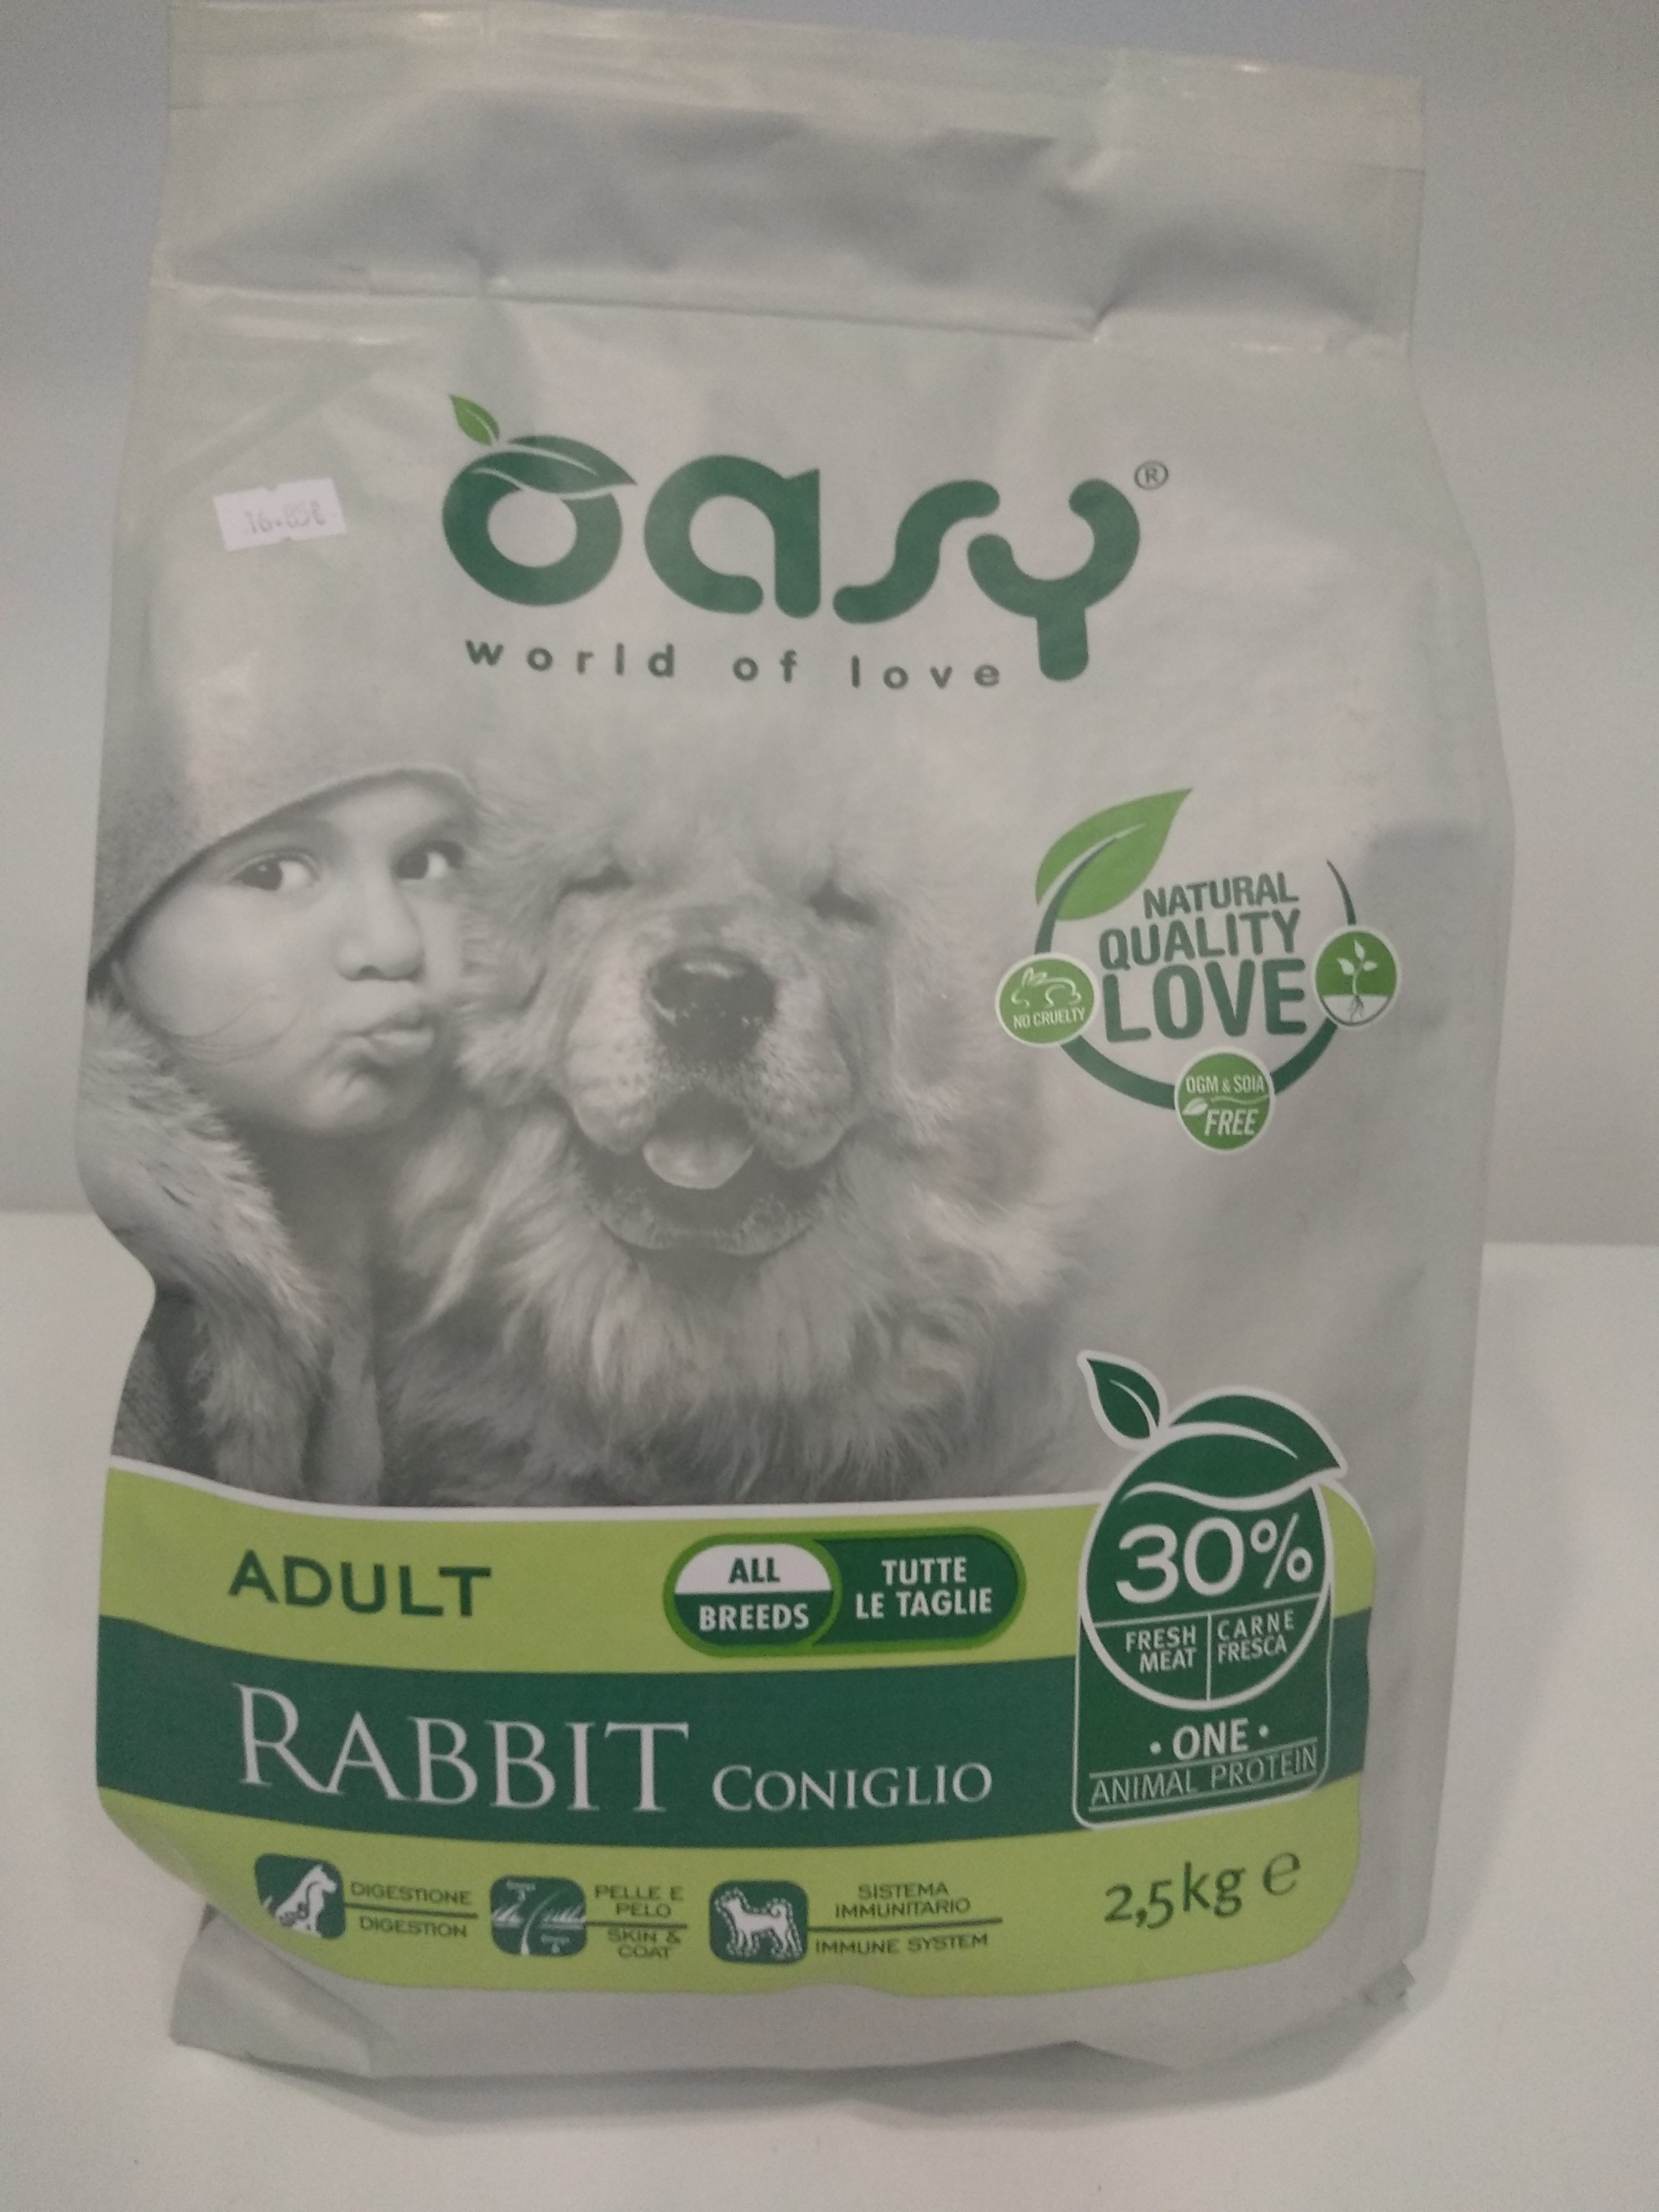 oasy®
16.85€
world of love
NATURAL
QUALITY
LOVE
NO CRUELTY
OGM & SOIA
FREE
ADULT
ALL
BREEDS
TUTTE
LE TAGLIE
30%
FRESH
MEAT
CARNE
FRESCA
• ONE •
ANIMAL PROTEIN
RABBIT CONIGLIO
DIGESTIONE
DIGESTION
PELLE E
PELO
SKIN &
COAT
SISTEMA
IMMUNITARIO
IMMUNE SYSTEM
2,5kg e